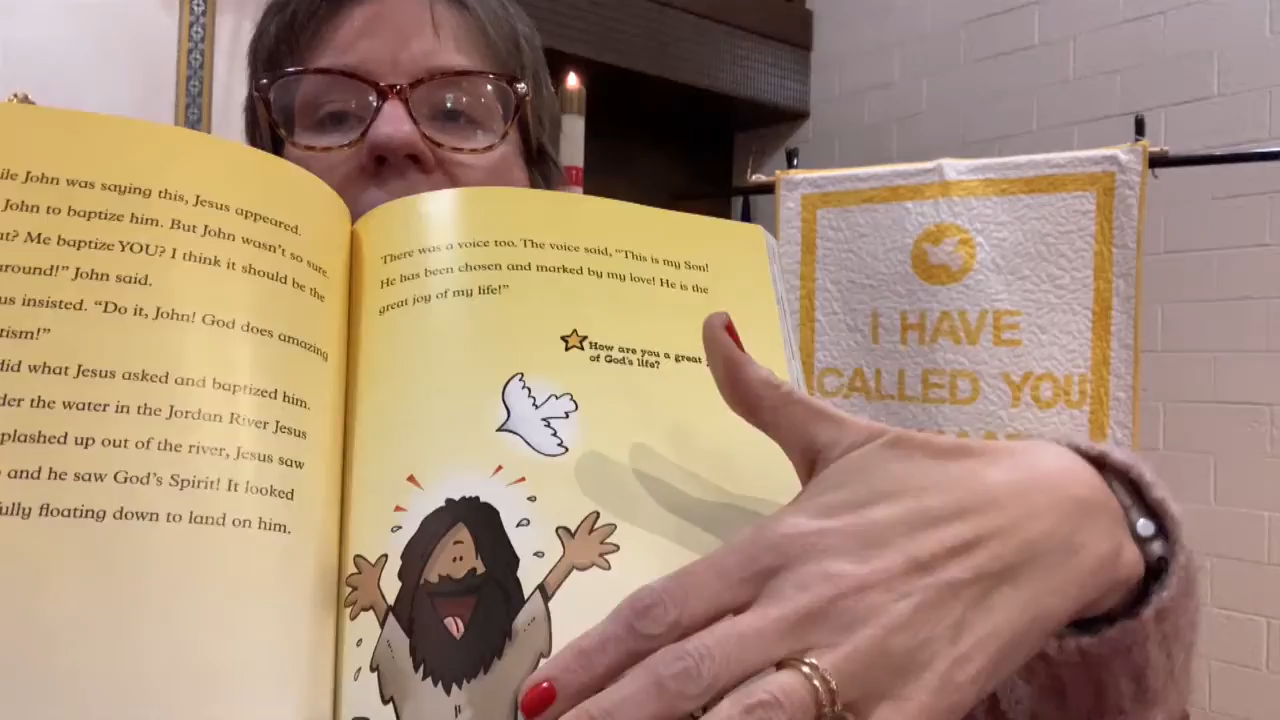 ile John was saying this, Jesus appeared.
John to baptize him. But John wasn't so sure.
at? Me baptize YOU? I think it should be the
around!" John said.
us insisted. "Do it, John! God does amazing
tism!"
did what Jesus asked and baptized him.
der the water in the Jordan River Jesus
plashed up out of the river, Jesus saw
and he saw God's Spirit! It looked
ully floating down to land on him.
There was a voice too. The voice said, "This is my Son!
He has been chosen and marked by my love! He is the
great joy of my life!"
How are you a great
of God's life?
I HAVE
CALLED YOU